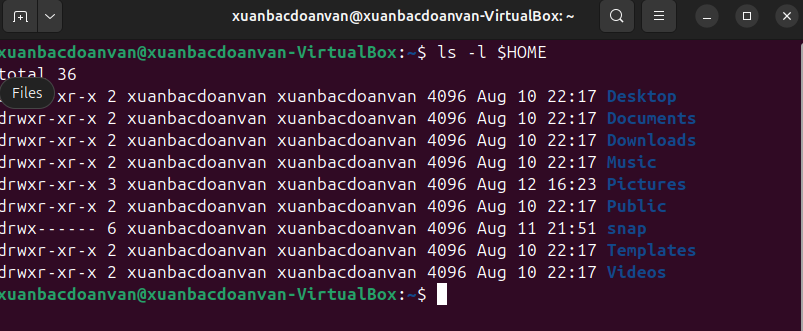 xuanbacdoanvan@xuanbacdoanvan-VirtualBox: ~
xuanbacdoanvan@xuanbacdoanvan-VirtualBox:~$ ls -l $HOME
total 36
Files
xr-x 2 xuanbacdoanvan xuanbacdoanvan 4096 Aug 10 22:17 Desktop
drwxr-xr-x 2 xuanbacdoanvan xuanbacdoanvan 4096 Aug 10 22:17 Documents
drwxr-xr-x 2 xuanbacdoanvan xuanbacdoanvan 4096 Aug 10 22:17 Downloads
drwxr-xr-x 2 xuanbacdoanvan xuanbacdoanvan 4096 Aug 10 22:17 Music
drwxr-xr-x 3 xuanbacdoanvan xuanbacdoanvan 4096 Aug 12 16:23 Pictures
drwxr-xr-x 2 xuanbacdoanvan xuanbacdoanvan 4096 Aug 10 22:17 Public
drwx------ 6 xuanbacdoanvan xuanbacdoanvan 4096 Aug 11 21:51 snap
drwxr-xr-x 2 xuanbacdoanvan xuanbacdoanvan 4096 Aug 10 22:17 Templates
drwxr-xr-x 2 xuanbacdoanvan xuanbacdoanvan 4096 Aug 10 22:17 Videos
xuanbacdoanvan@xuanbacdoanvan-VirtualBox:~$